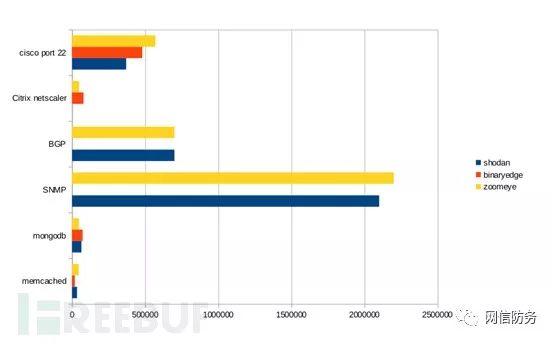 cisco port 22
Citrix netscaler
BGP
SNMP
mongodb
memcached
0
500000
1000000
1500000
2000000
2500000
shodan
binaryedge
zoomeye
FREEBUF
网信防务